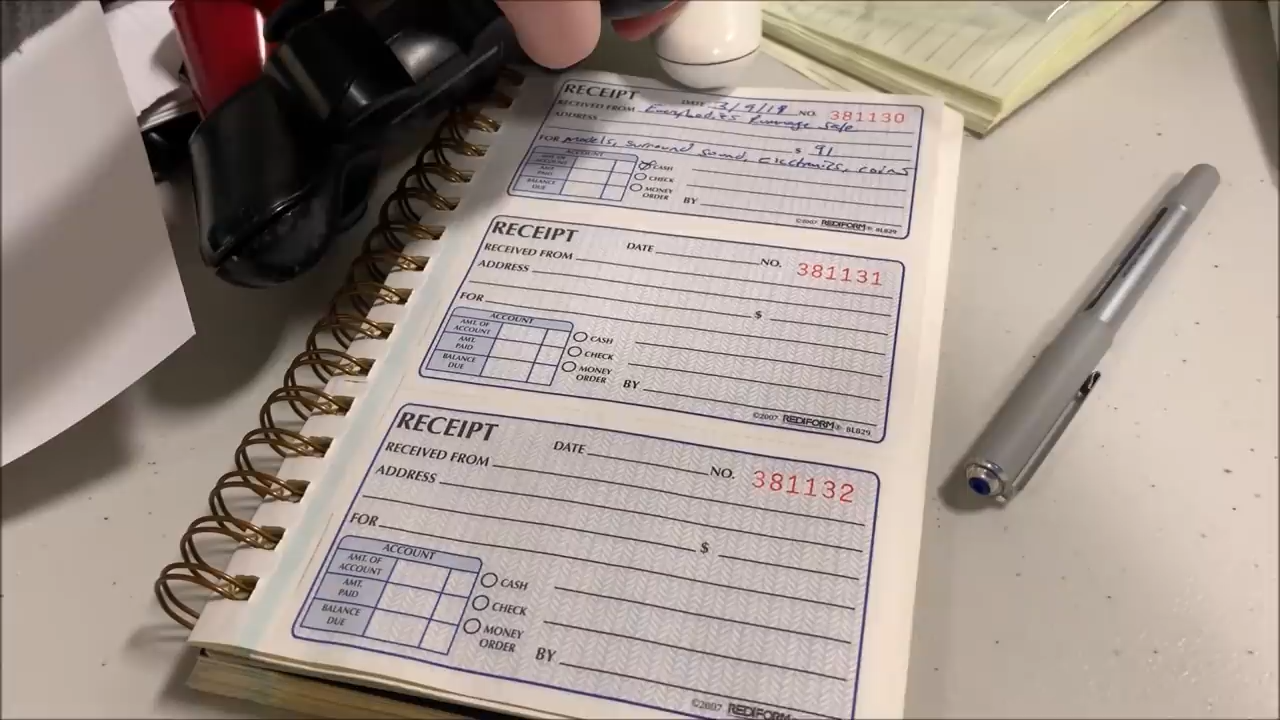 RECEIPT DATE 3/9/19 NO. 381130
RECEIVED FROM Everybodies Rummage Sale
ADDRESS
$ 91
FOR models, surround sound, electronics, coins
ACCOUNT
AMT. OF ACCOUNT CASH
AMT. PAID CHECK
BALANCE DUE MONEY ORDER BY
©2007 REDIFORM® 8L829
RECEIPT DATE NO. 381131
RECEIVED FROM
ADDRESS
FOR $
ACCOUNT
AMT. OF ACCOUNT CASH
AMT. PAID CHECK
BALANCE DUE MONEY ORDER BY
©2007 REDIFORM® 8L829
RECEIPT DATE NO. 381132
RECEIVED FROM
ADDRESS
FOR $
ACCOUNT
AMT. OF ACCOUNT CASH
AMT. PAID CHECK
BALANCE DUE MONEY ORDER BY
©2007 REDIFORM®